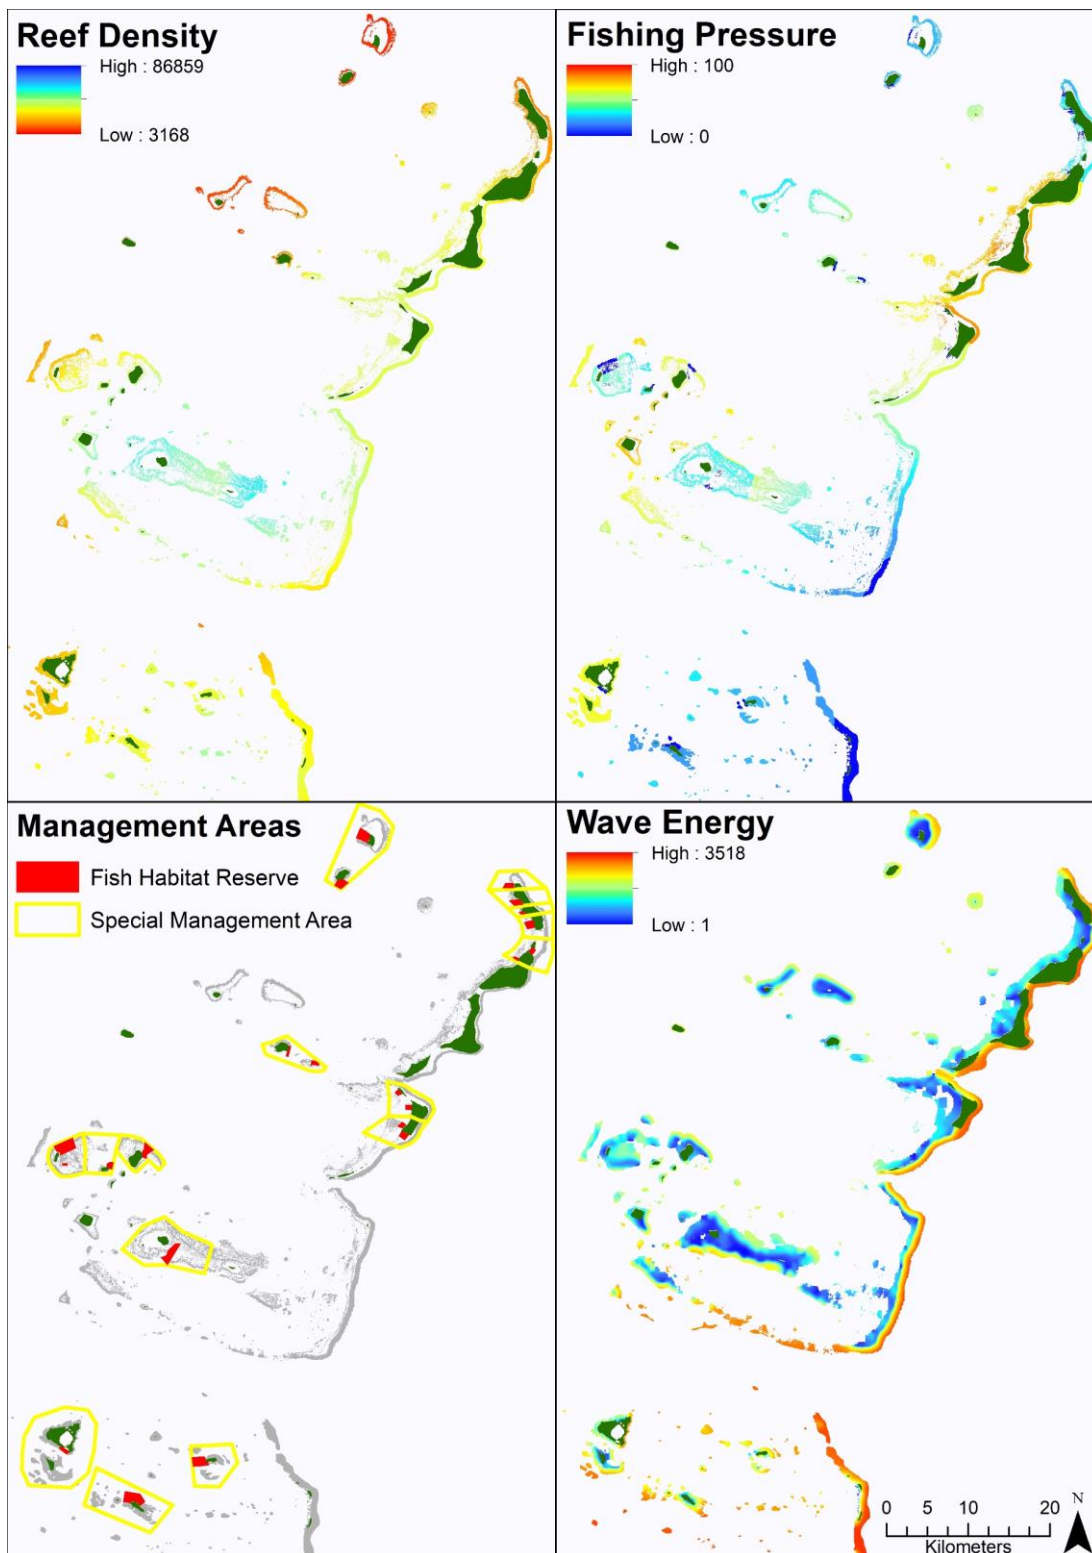 Reef Density
High : 86859
Low : 3168
Fishing Pressure
High : 100
Low : 0
Management Areas
Fish Habitat Reserve
Special Management Area
Wave Energy
High : 3518
Low : 1
N
0 5 10 20
Kilometers